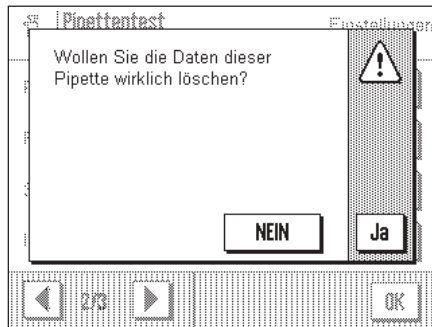 Pipettentest
Einstellungen
Wollen Sie die Daten dieser
Pipette wirklich löschen?
NEIN
Ja
2/3
OK